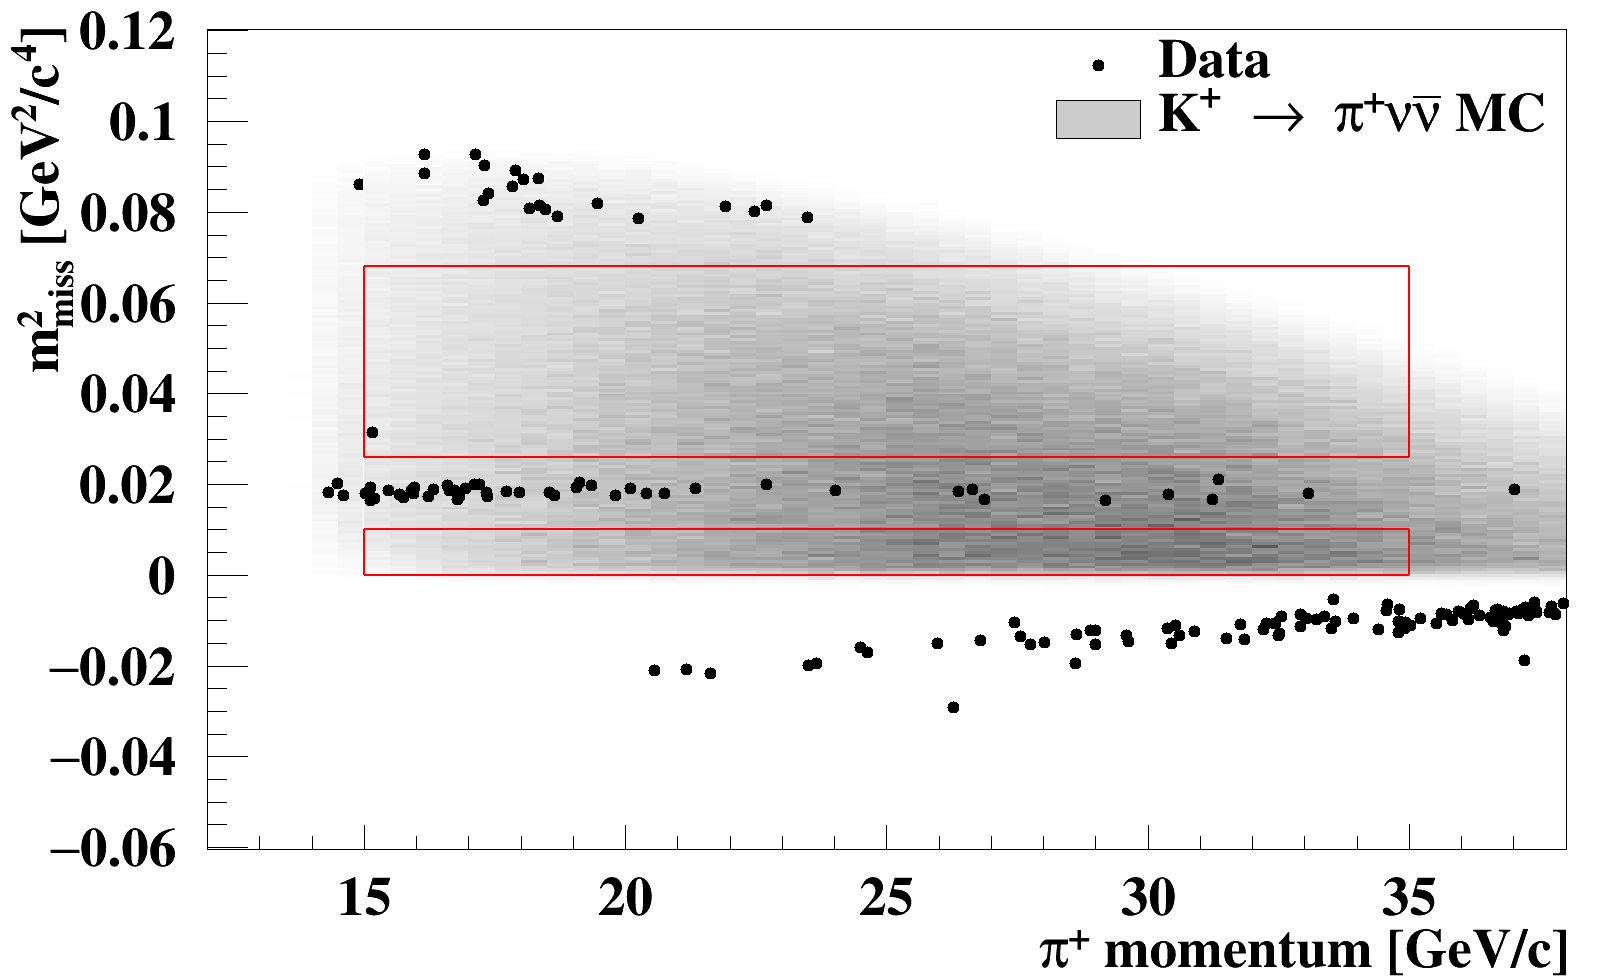 m²miss [GeV²/c⁴]
0.12
0.1
0.08
0.06
0.04
0.02
0
−0.02
−0.04
−0.06
Data
K⁺ → π⁺νν̅ MC
15 20 25 30 35
π⁺ momentum [GeV/c]